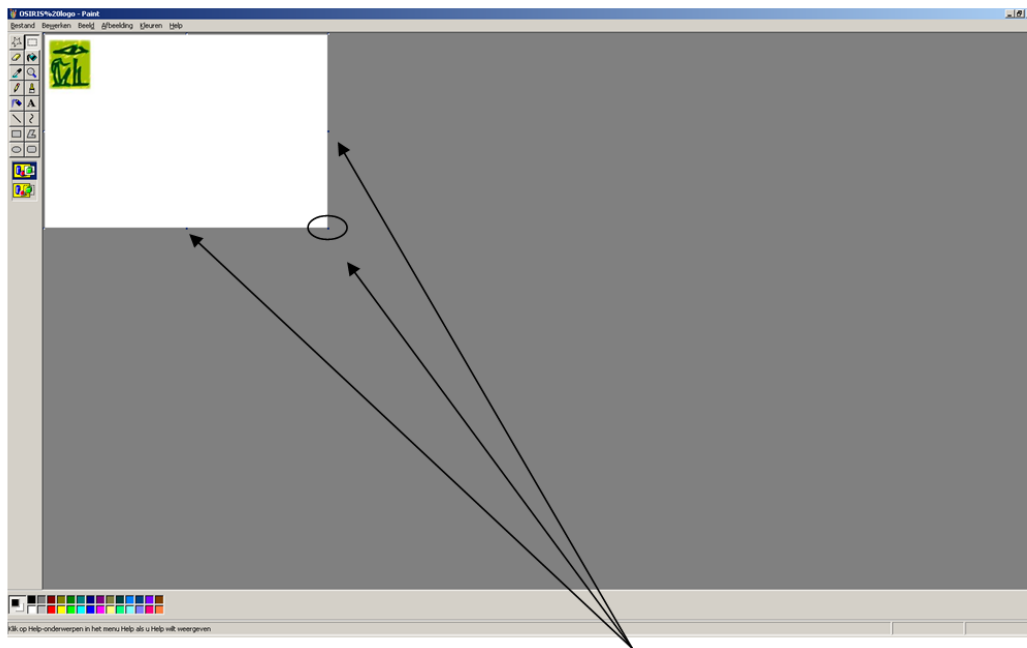 OSIRIS%20logo - Paint
Bestand Bewerken Beeld Afbeelding Kleuren Help
A
Klik op Help-onderwerpen in het menu Help als u Help wilt weergeven